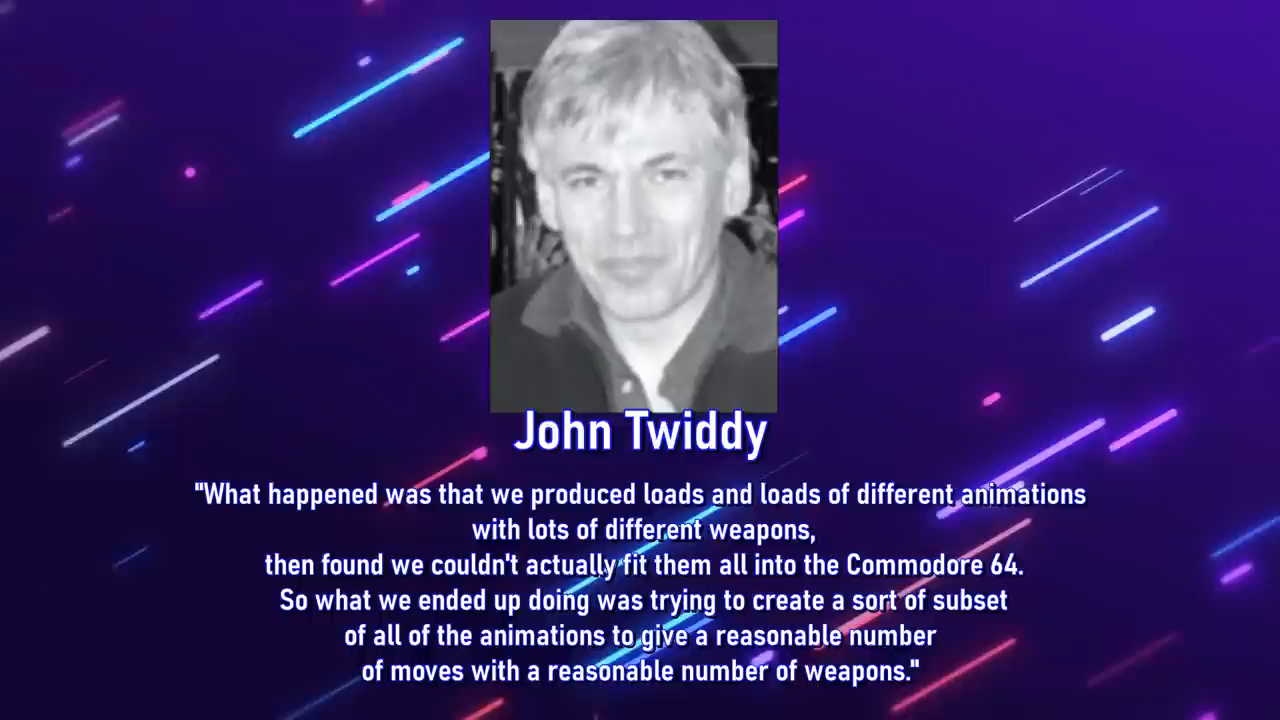 John Twiddy
"What happened was that we produced loads and loads of different animations
with lots of different weapons,
then found we couldn't actually fit them all into the Commodore 64.
So what we ended up doing was trying to create a sort of subset
of all of the animations to give a reasonable number
of moves with a reasonable number of weapons."